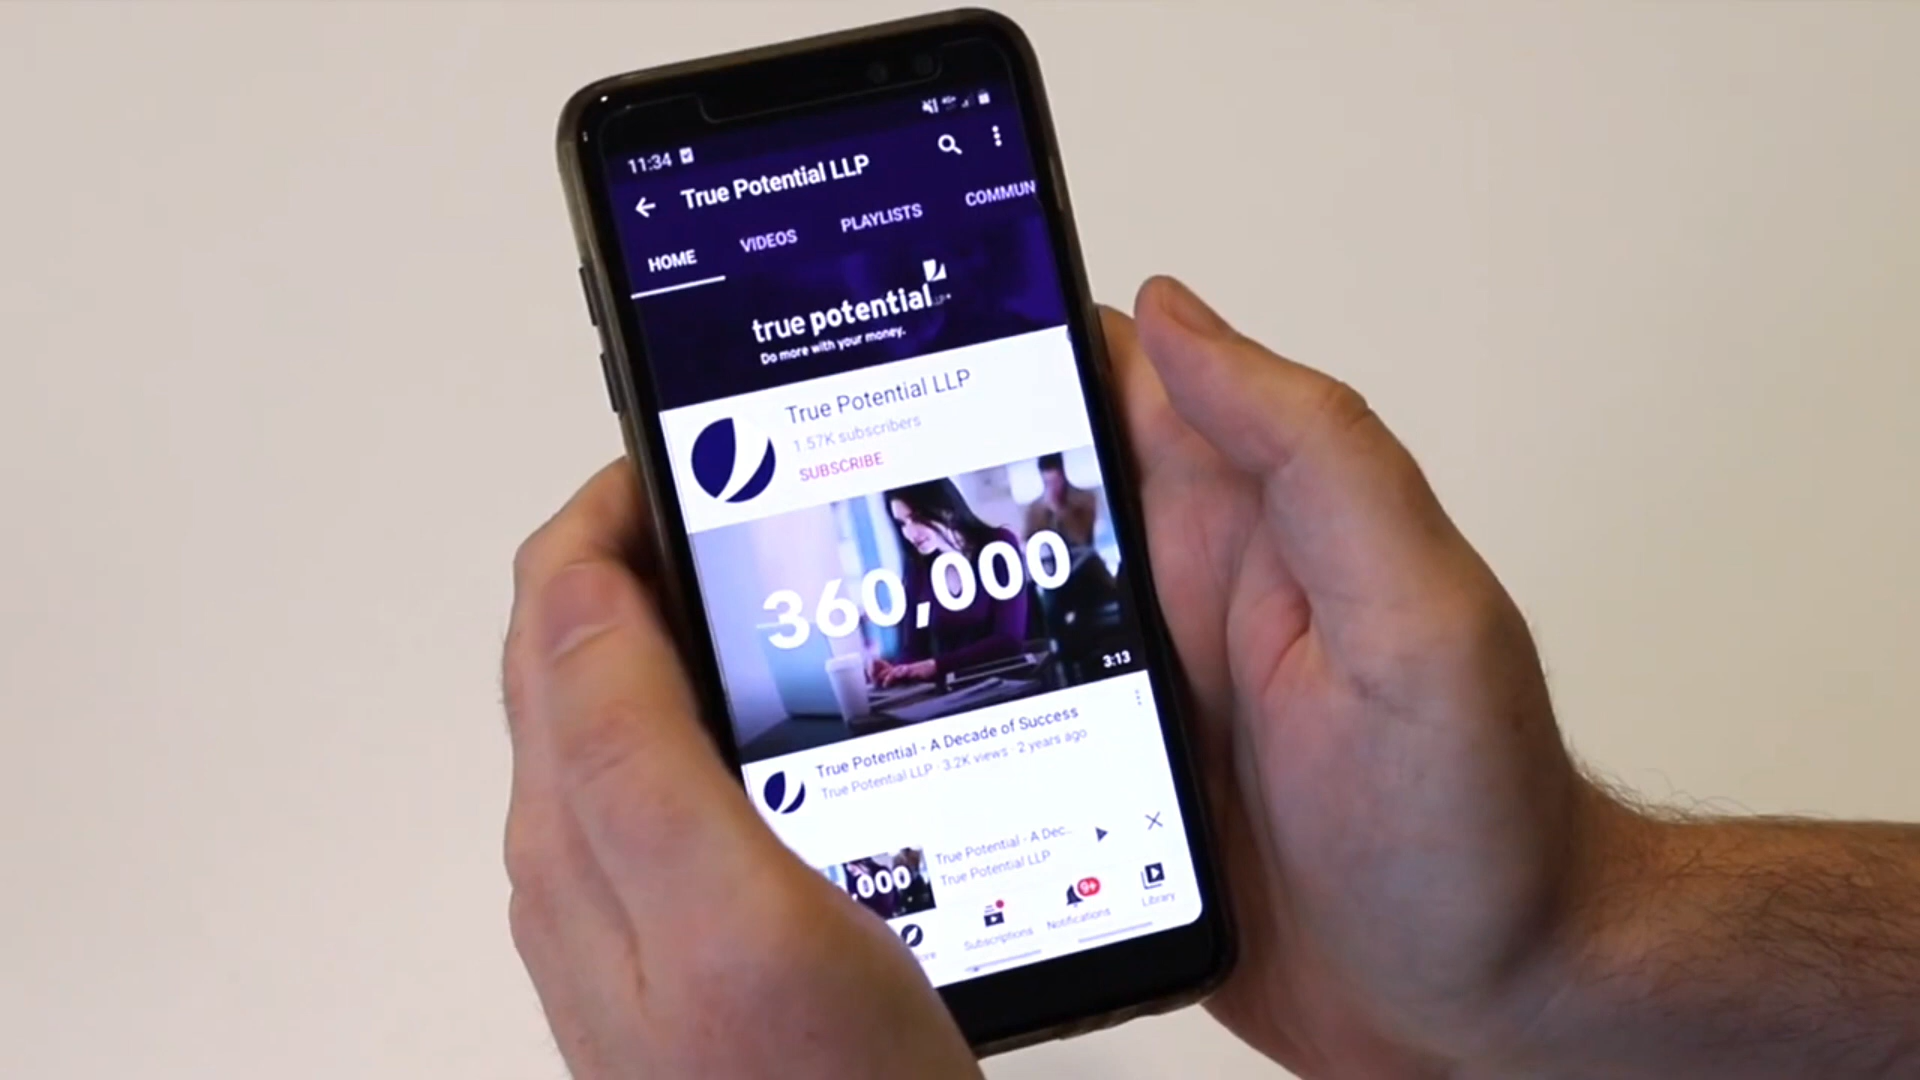 11:34
True Potential LLP
HOME VIDEOS PLAYLISTS COMMUN
true potential LLP
Do more with your money.
True Potential LLP
1.57K subscribers
SUBSCRIBE
360,000
3:13
True Potential - A Decade of Success
True Potential LLP · 3.2K views · 2 years ago
,000
True Potential - A Dec...
True Potential LLP
9+
Subscriptions Notifications Library